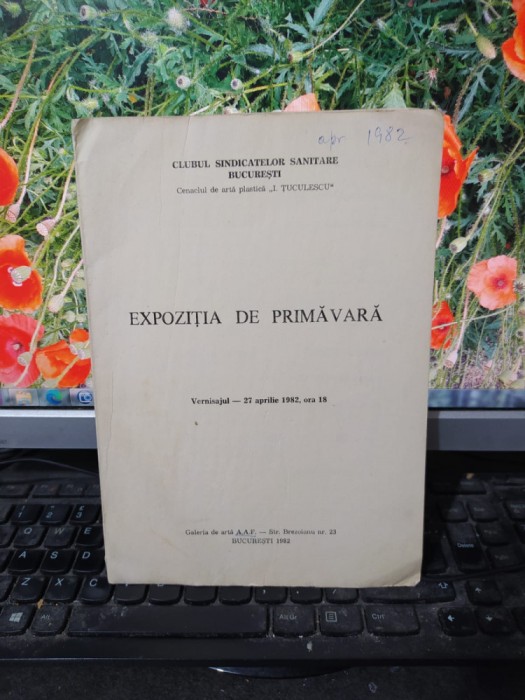 apr 1982
CLUBUL SINDICATELOR SANITARE
BUCUREȘTI
Cenaclul de artă plastică „I. ȚUCULESCU“
EXPOZIȚIA DE PRIMĂVARĂ
Vernisajul — 27 aprilie 1982, ora 18
Galeria de artă A.A.F. — Str. Brezoianu nr. 23
BUCUREȘTI 1982